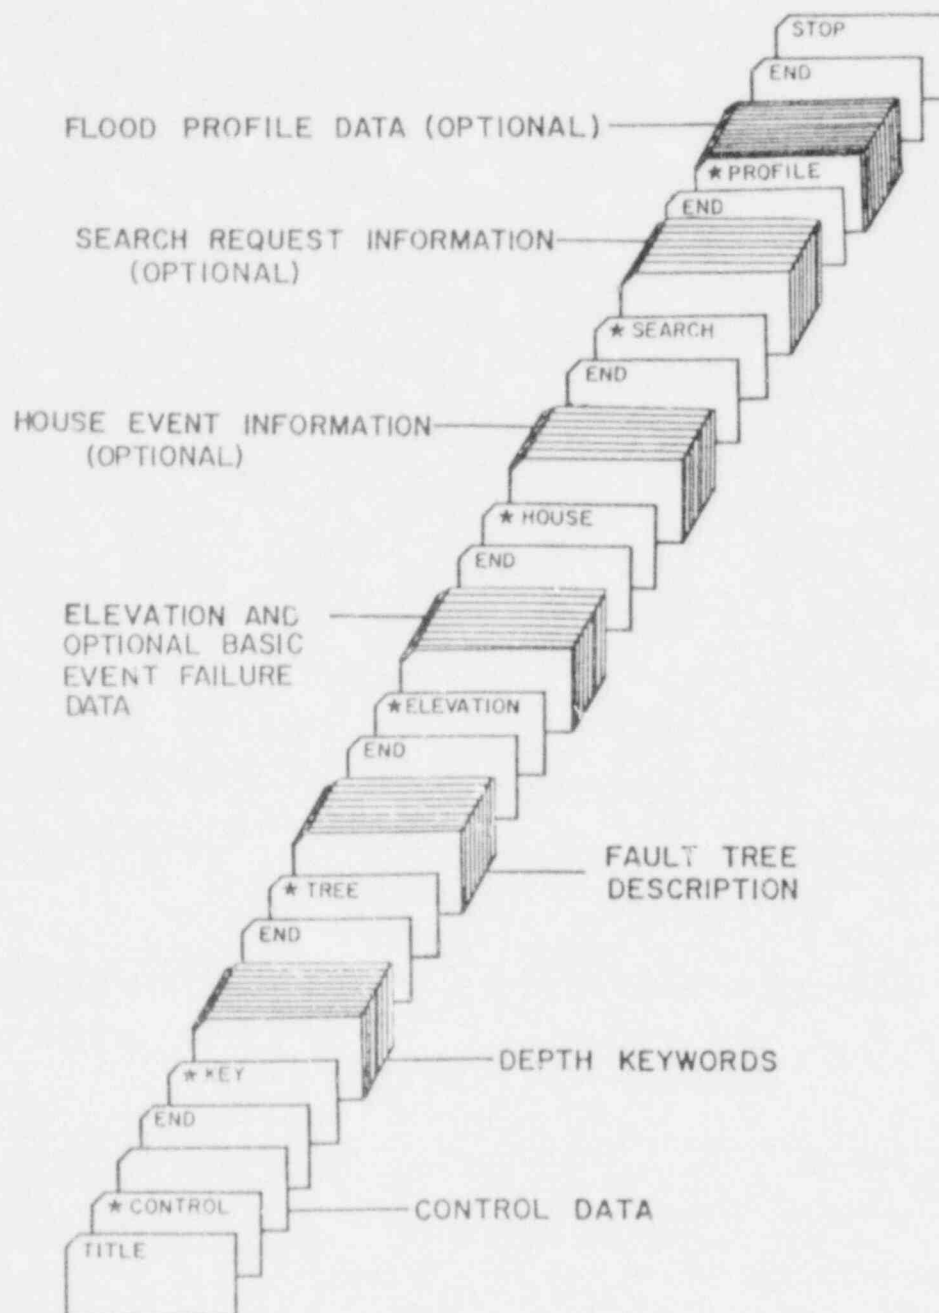 STOP
END
FLOOD PROFILE DATA (OPTIONAL)
* PROFILE
END
SEARCH REQUEST INFORMATION
(OPTIONAL)
* SEARCH
END
HOUSE EVENT INFORMATION
(OPTIONAL)
* HOUSE
END
ELEVATION AND
OPTIONAL BASIC
EVENT FAILURE
DATA
* ELEVATION
END
FAULT TREE
DESCRIPTION
* TREE
END
DEPTH KEYWORDS
* KEY
END
* CONTROL
CONTROL DATA
TITLE